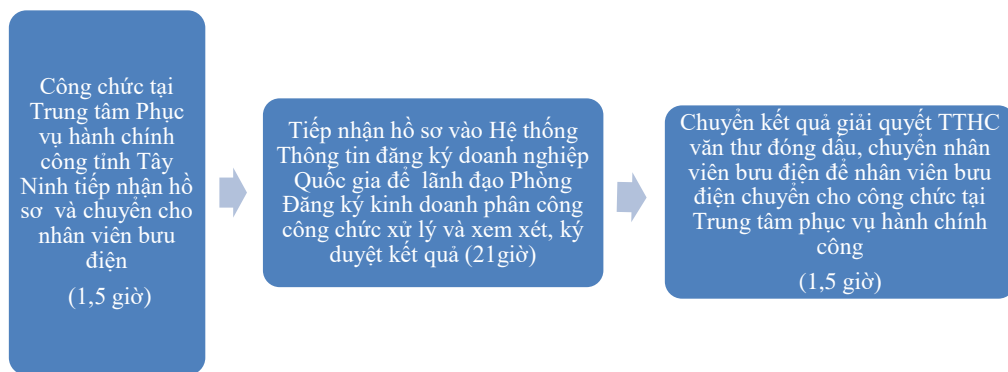 Công chức tại
Trung tâm Phục
vụ hành chính
công tỉnh Tây
Ninh tiếp nhận hồ
sơ và chuyển cho
nhân viên bưu
điện
(1,5 giờ)
Tiếp nhận hồ sơ vào Hệ thống
Thông tin đăng ký doanh nghiệp
Quốc gia để lãnh đạo Phòng
Đăng ký kinh doanh phân công
công chức xử lý và xem xét, ký
duyệt kết quả (21giờ)
Chuyển kết quả giải quyết TTHC
văn thư đóng dấu, chuyển nhân
viên bưu điện để nhân viên bưu
điện chuyển cho công chức tại
Trung tâm phục vụ hành chính
công
(1,5 giờ)